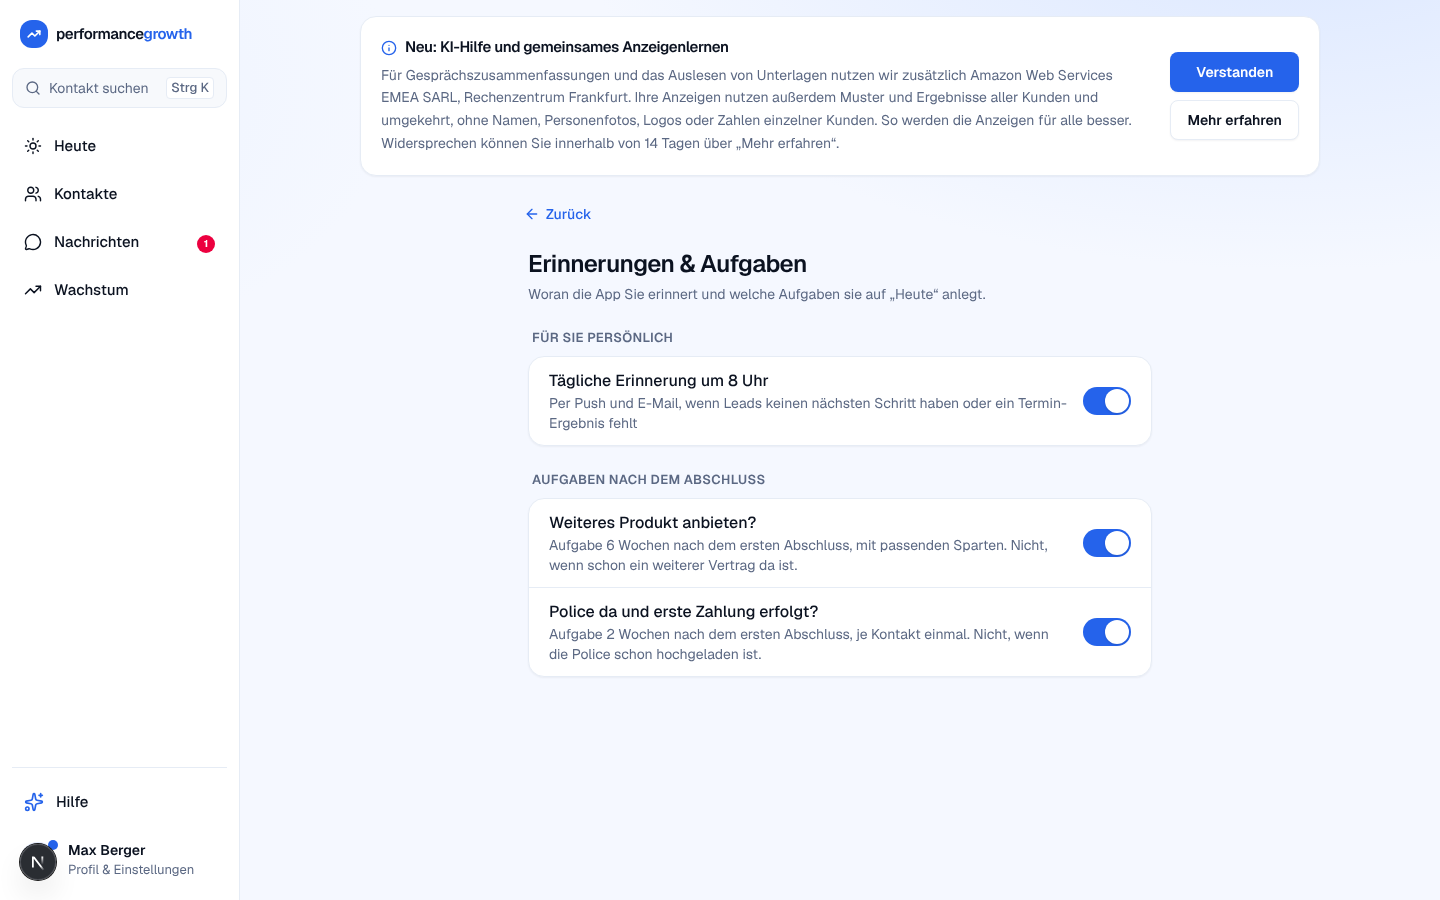 performancegrowth
Kontakt suchen Strg K
Heute
Kontakte
Nachrichten 1
Wachstum
Hilfe
N
Max Berger
Profil & Einstellungen
Neu: KI-Hilfe und gemeinsames Anzeigenlernen
Für Gesprächszusammenfassungen und das Auslesen von Unterlagen nutzen wir zusätzlich Amazon Web Services
EMEA SARL, Rechenzentrum Frankfurt. Ihre Anzeigen nutzen außerdem Muster und Ergebnisse aller Kunden und
umgekehrt, ohne Namen, Personenfotos, Logos oder Zahlen einzelner Kunden. So werden die Anzeigen für alle besser.
Widersprechen können Sie innerhalb von 14 Tagen über „Mehr erfahren“.
Verstanden
Mehr erfahren
Zurück
Erinnerungen & Aufgaben
Woran die App Sie erinnert und welche Aufgaben sie auf „Heute“ anlegt.
FÜR SIE PERSÖNLICH
Tägliche Erinnerung um 8 Uhr
Per Push und E-Mail, wenn Leads keinen nächsten Schritt haben oder ein Termin-
Ergebnis fehlt
AUFGABEN NACH DEM ABSCHLUSS
Weiteres Produkt anbieten?
Aufgabe 6 Wochen nach dem ersten Abschluss, mit passenden Sparten. Nicht,
wenn schon ein weiterer Vertrag da ist.
Police da und erste Zahlung erfolgt?
Aufgabe 2 Wochen nach dem ersten Abschluss, je Kontakt einmal. Nicht, wenn
die Police schon hochgeladen ist.